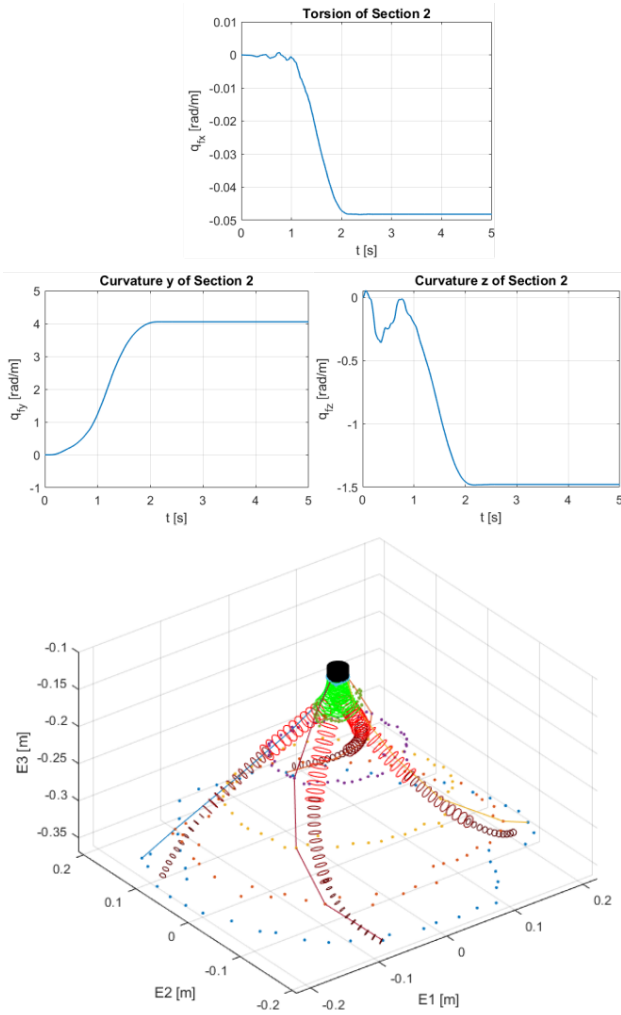 Torsion of Section 2
0.01
0
-0.01
-0.02
-0.03
-0.04
-0.05
q_fx [rad/m]
0 1 2 3 4 5
t [s]
Curvature y of Section 2
5
4
3
2
1
0
-1
q_fy [rad/m]
0 1 2 3 4 5
t [s]
Curvature z of Section 2
0
-0.5
-1
-1.5
q_fz [rad/m]
0 1 2 3 4 5
t [s]
-0.1
-0.15
-0.2
-0.25
-0.3
-0.35
E3 [m]
0.2
0.1
0
-0.1
-0.2
E2 [m]
-0.2
-0.1
0
0.1
0.2
E1 [m]